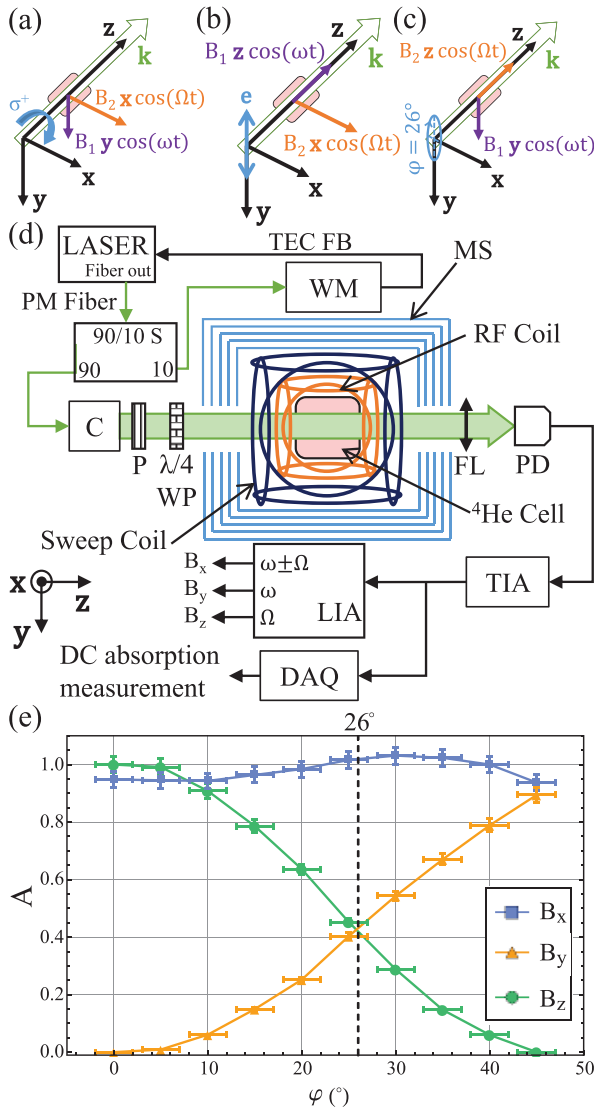 (a)
z
k
σ+
B2 x cos(Ωt)
B1 y cos(ωt)
x
y
(b)
B1 z cos(ωt)
z
k
e
B2 x cos(Ωt)
x
y
(c)
B2 z cos(Ωt)
z
k
φ = 26°
B1 y cos(ωt)
x
y
(d)
LASER
Fiber out
TEC FB
MS
PM Fiber
WM
90/10 S
90 10
RF Coil
C
P
λ/4
WP
FL
PD
Sweep Coil
4He Cell
Bx
ω±Ω
By
ω
Bz
Ω
LIA
TIA
x
z
y
DC absorption
measurement
DAQ
(e)
26°
1.0
0.8
0.6
0.4
0.2
0.0
A
Bx
By
Bz
0 10 20 30 40 50
φ (°)